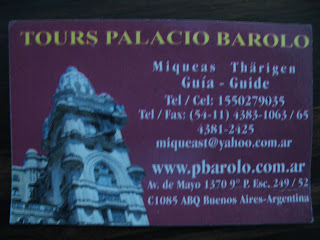 TOURS PALACIO BAROLO
Miqueas Thärigen
Guía - Guide
Tel / Cel: 1550279035
Tel / Fax: (54-11) 4383-1063 / 65
4381-2425
miqueast@yahoo.com.ar
www.pbarolo.com.ar
Av. de Mayo 1370 9º P. Esc. 249 / 52
C1085 ABQ Buenos Aires-Argentina